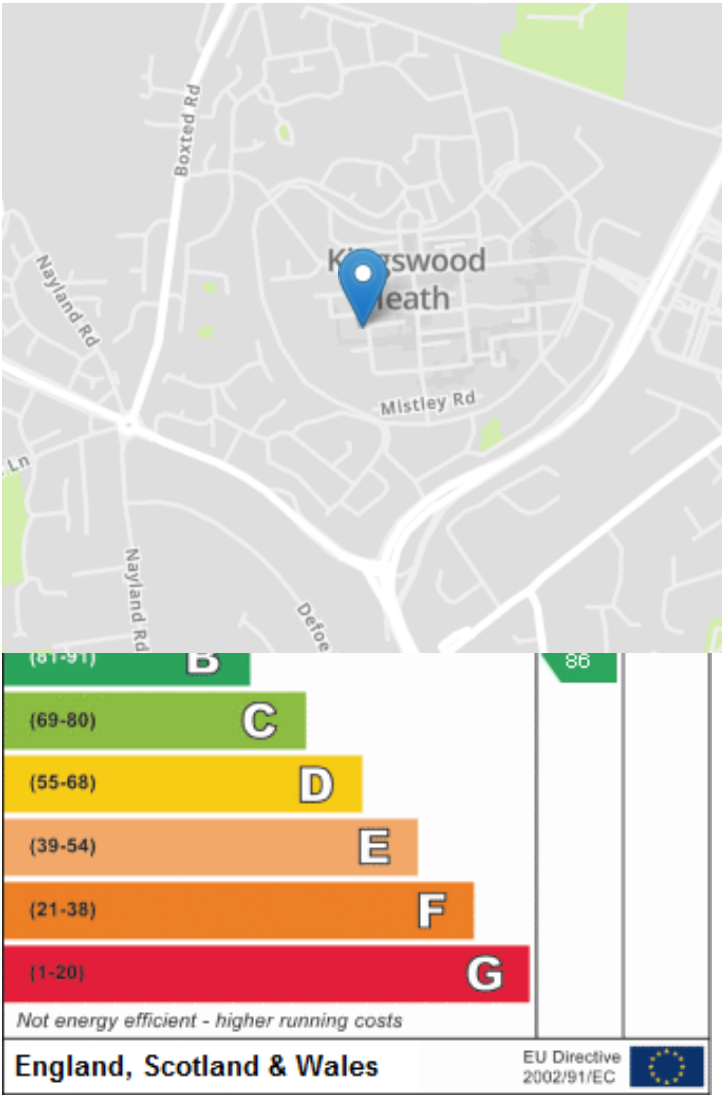 Boxted Rd
Nayland Rd
Kingswood
Heath
Mistley Rd
Ln
Nayland Rd
Defoe
(81-91) B 86
(69-80) C
(55-68) D
(39-54) E
(21-38) F
(1-20) G
Not energy efficient - higher running costs
England, Scotland & Wales
EU Directive
2002/91/EC